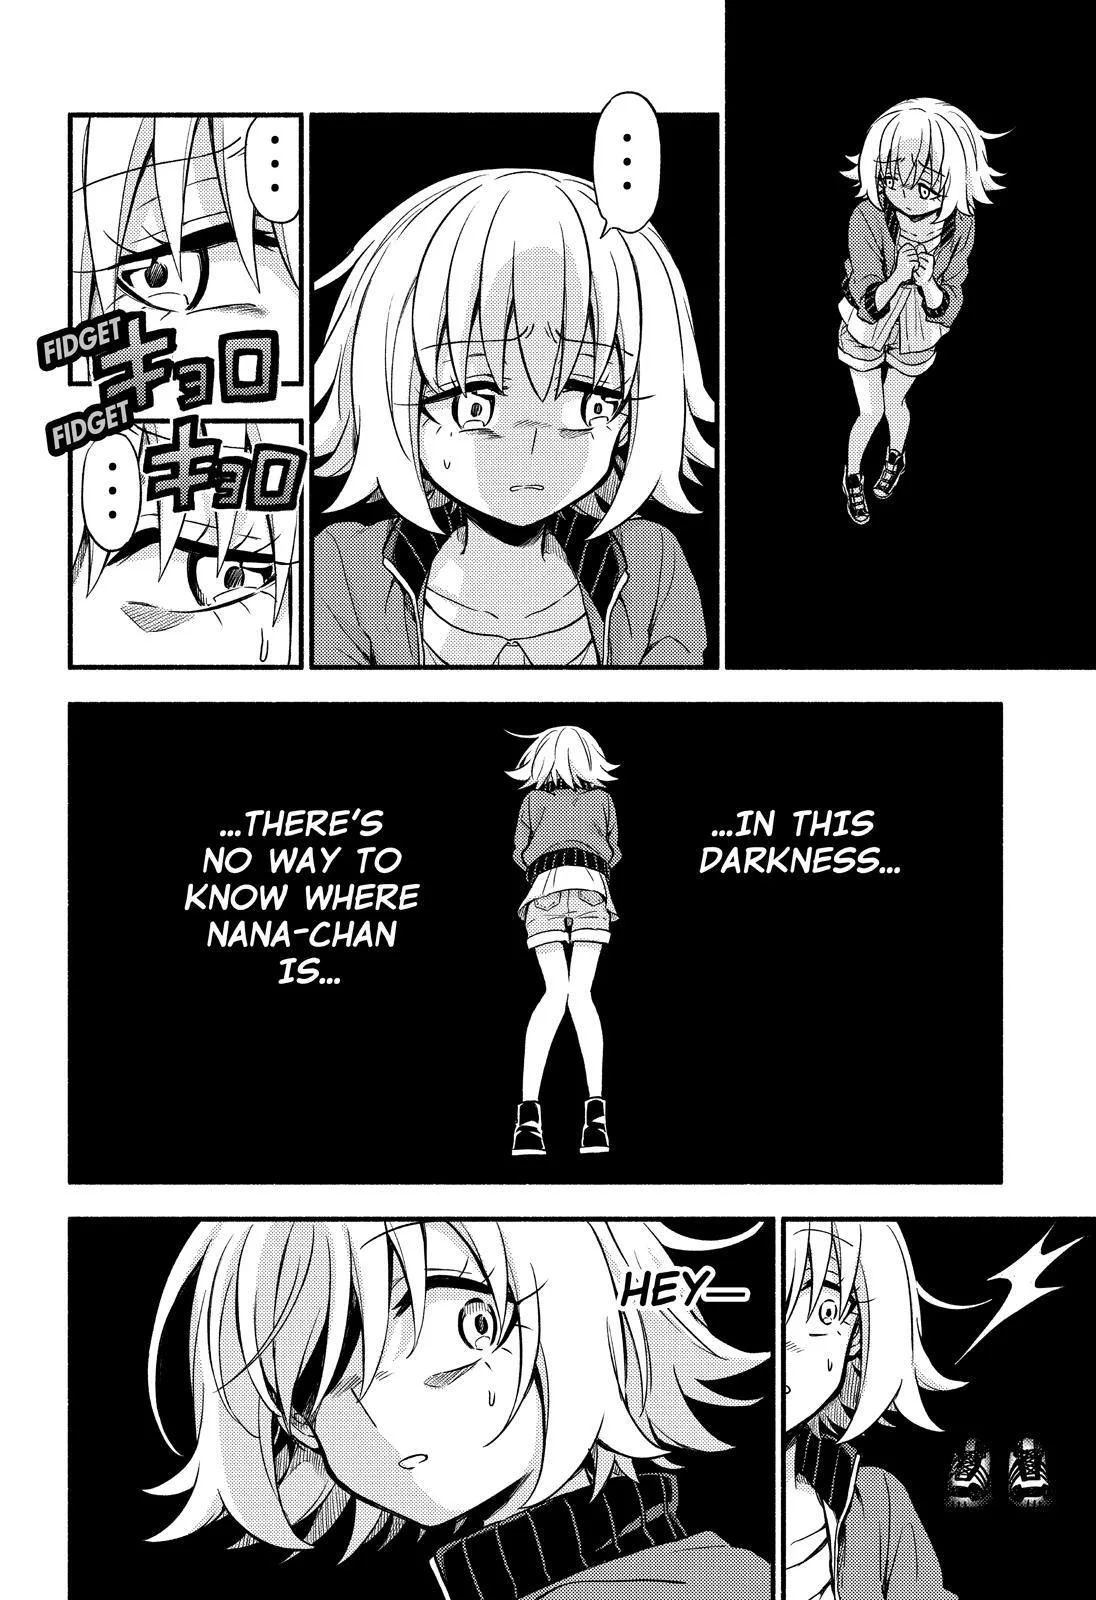 ...
...
...
FIDGET
キョロ
FIDGET
キョロ
...IN THIS
DARKNESS...
...THERE'S
NO WAY TO
KNOW WHERE
NANA-CHAN
IS...
HEY—